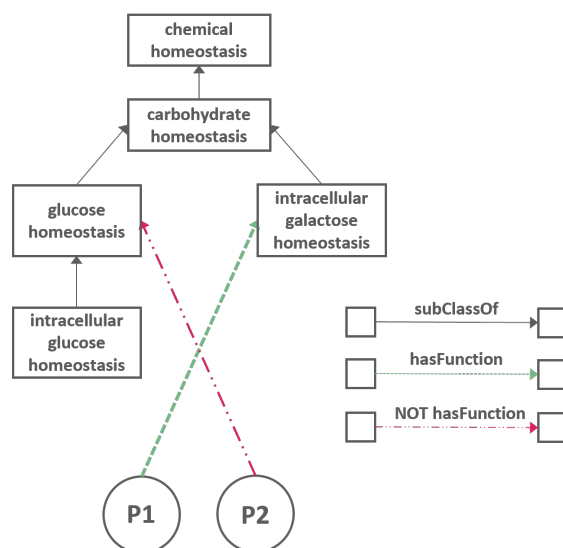 chemical
homeostasis
carbohydrate
homeostasis
glucose
homeostasis
intracellular
galactose
homeostasis
intracellular
glucose
homeostasis
subClassOf
hasFunction
NOT hasFunction
P1
P2